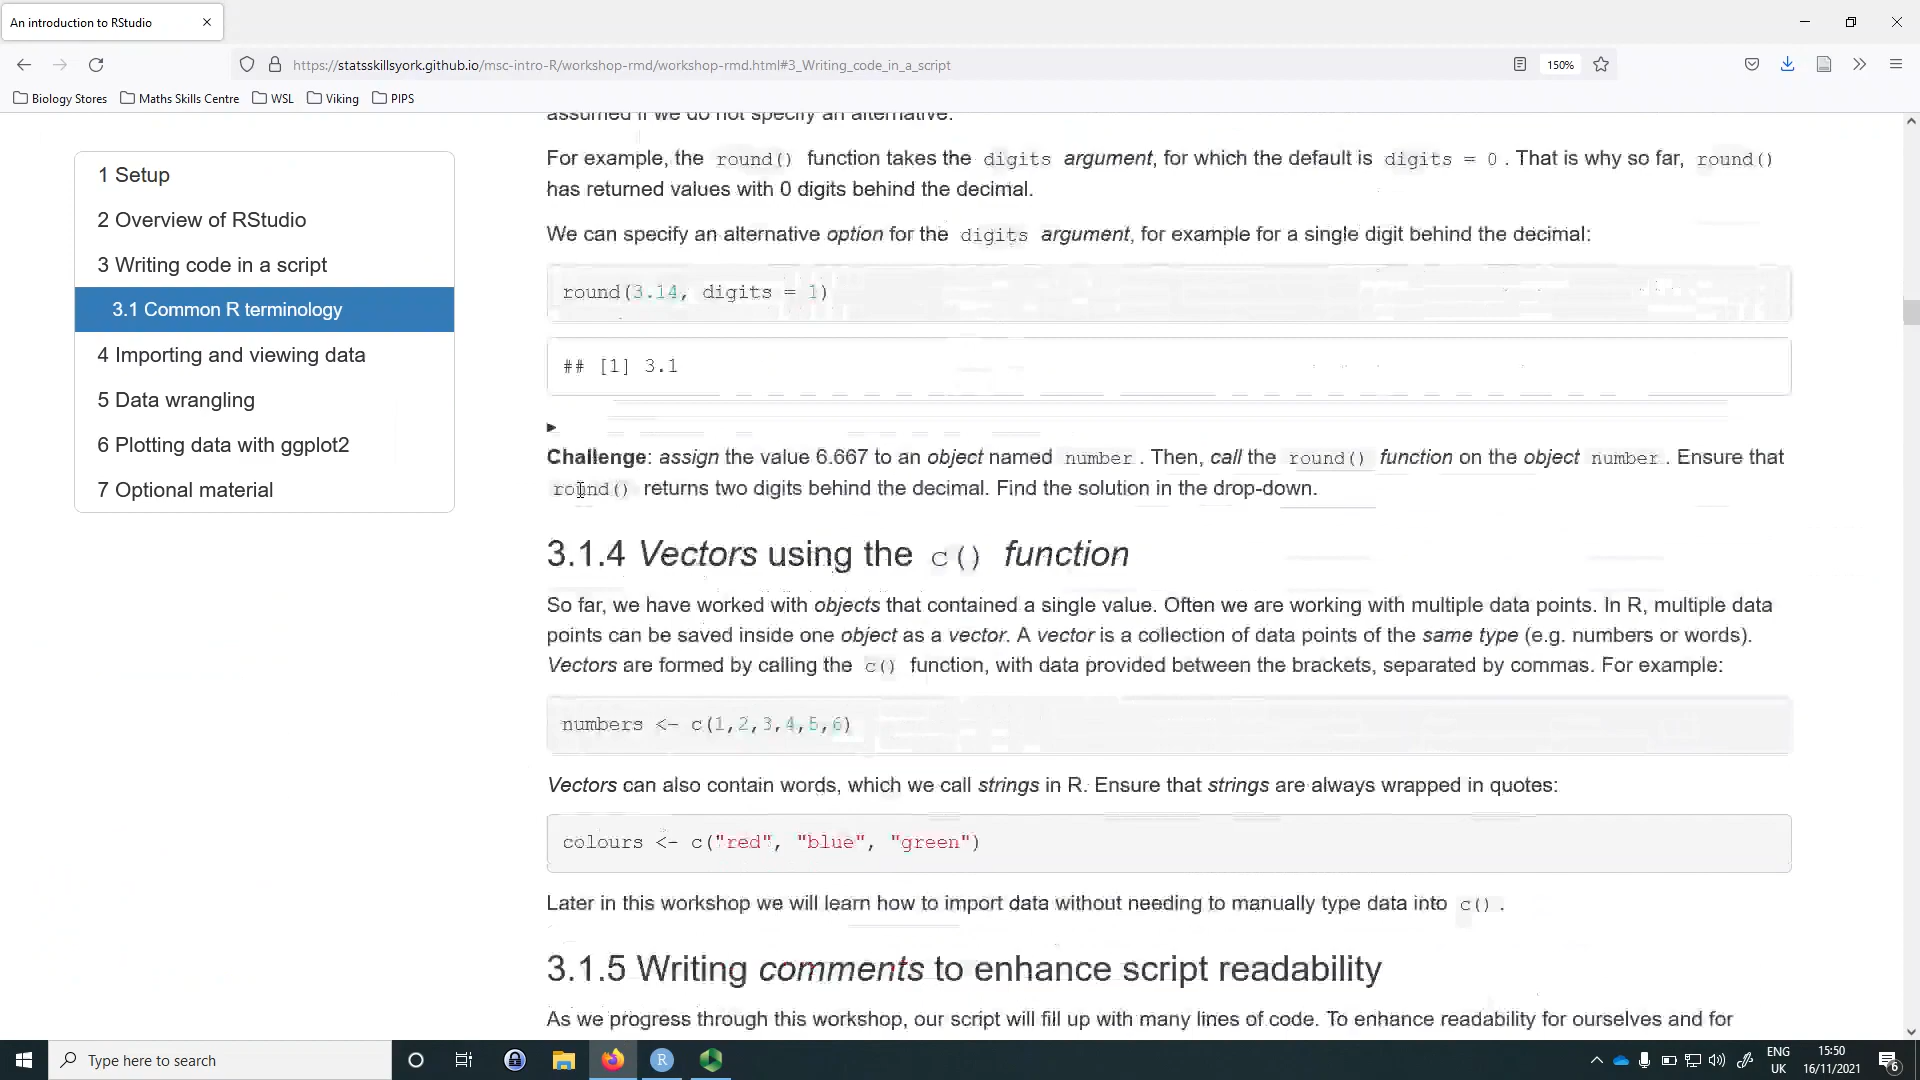 An introduction to RStudio
https://statsskillsyork.github.io/msc-intro-R/workshop-rmd/workshop-rmd.html#3_Writing_code_in_a_script
150%
Biology Stores Maths Skills Centre WSL Viking PIPS
1 Setup
2 Overview of RStudio
3 Writing code in a script
3.1 Common R terminology
4 Importing and viewing data
5 Data wrangling
6 Plotting data with ggplot2
7 Optional material
assumed if we do not specify an alternative.
For example, the round() function takes the digits argument, for which the default is digits = 0 . That is why so far, round()
has returned values with 0 digits behind the decimal.
We can specify an alternative option for the digits argument, for example for a single digit behind the decimal:
round(3.14, digits = 1)
## [1] 3.1
Challenge: assign the value 6.667 to an object named number . Then, call the round() function on the object number . Ensure that
round() returns two digits behind the decimal. Find the solution in the drop-down.
3.1.4 Vectors using the c() function
So far, we have worked with objects that contained a single value. Often we are working with multiple data points. In R, multiple data
points can be saved inside one object as a vector. A vector is a collection of data points of the same type (e.g. numbers or words).
Vectors are formed by calling the c() function, with data provided between the brackets, separated by commas. For example:
numbers <- c(1,2,3,4,5,6)
Vectors can also contain words, which we call strings in R. Ensure that strings are always wrapped in quotes:
colours <- c("red", "blue", "green")
Later in this workshop we will learn how to import data without needing to manually type data into c() .
3.1.5 Writing comments to enhance script readability
As we progress through this workshop, our script will fill up with many lines of code. To enhance readability for ourselves and for
Type here to search
R
ENG
UK
15:50
16/11/2021
6